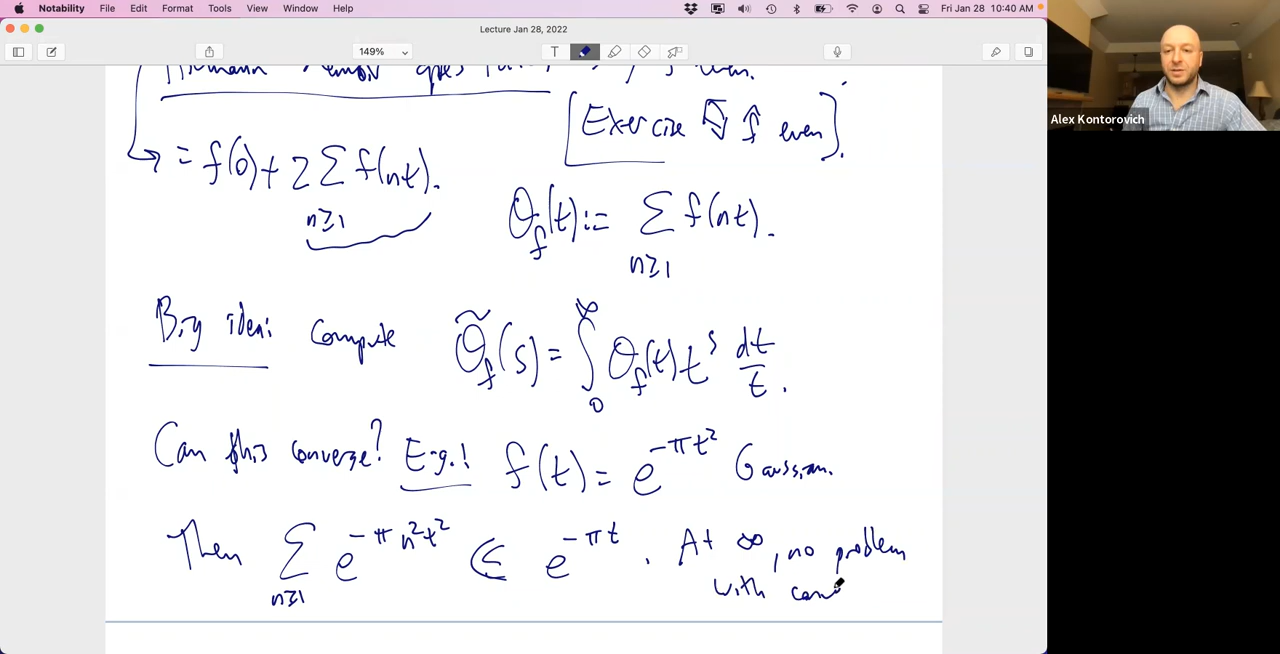 Notability File Edit Format Tools View Window Help Fri Jan 28 10:40 AM
Lecture Jan 28, 2022
149%
T
Alex Kontorovich
[Exercise ⇕ f̂ even].
↳ = f(0) + 2 Σ f(nt).
n≥1
θ_f(t) := Σ f(nt).
n≥1
Big idea: compute θ̃_f(s) = ∫₀^∞ θ_f(t) t^s dt/t.
Can this converge? E.g.! f(t) = e^{-πt²} Gaussian.
Then Σ e^{-πn²t²} ≪ e^{-πt}. At ∞, no problem
n≥1
with conv